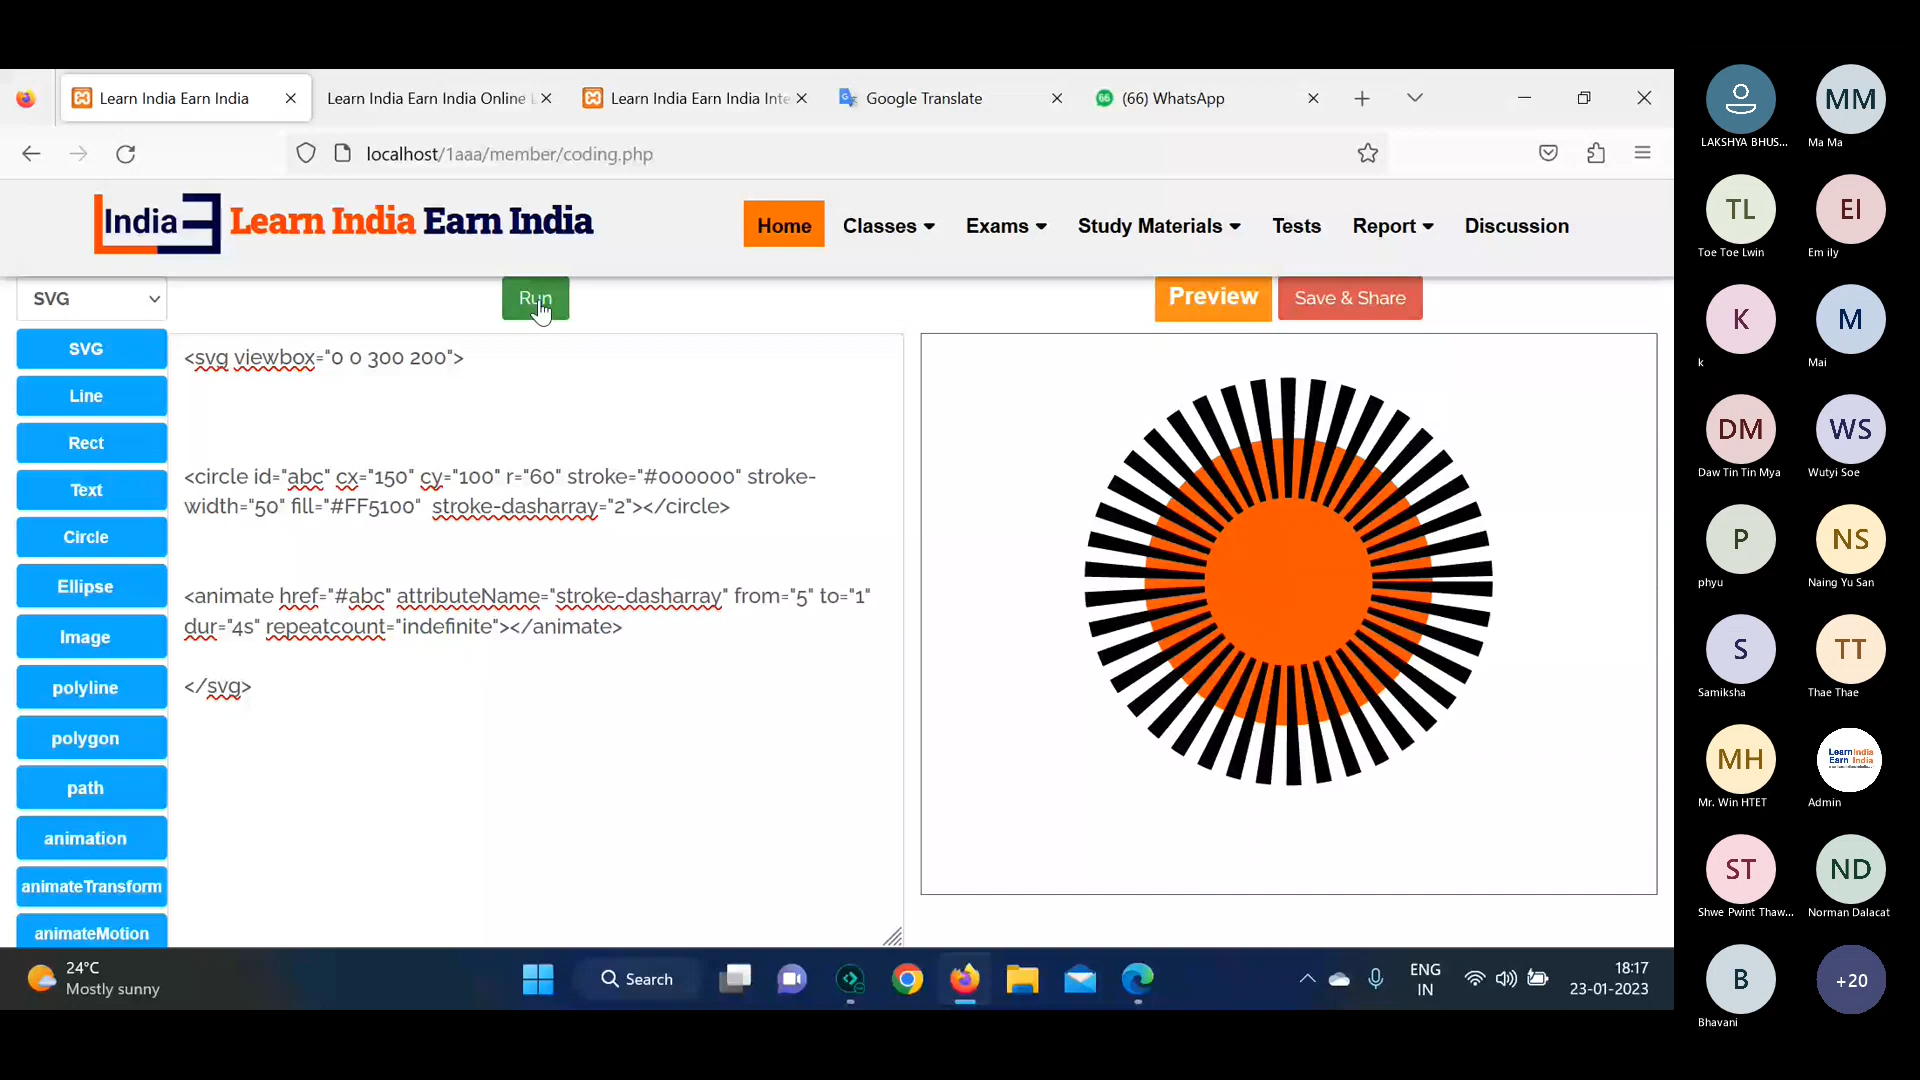 Learn India Earn India
Learn India Earn India Online
Learn India Earn India Inte
Google Translate
(66) WhatsApp
localhost/1aaa/member/coding.php
India Learn India Earn India
Home
Classes
Exams
Study Materials
Tests
Report
Discussion
SVG
Run
Preview
Save & Share
SVG
Line
Rect
Text
Circle
Ellipse
Image
polyline
polygon
path
animation
animateTransform
animateMotion
<svg viewbox="0 0 300 200">
<circle id="abc" cx="150" cy="100" r="60" stroke="#000000" stroke-
width="50" fill="#FF5100"  stroke-dasharray="2"></circle>
<animate href="#abc" attributeName="stroke-dasharray" from="5" to="1"
dur="4s" repeatcount="indefinite"></animate>
</svg>
24°C
Mostly sunny
Search
ENG
IN
18:17
23-01-2023
LAKSHYA BHUS...
MM
Ma Ma
TL
Toe Toe Lwin
EI
Em ily
K
k
M
Mai
DM
Daw Tin Tin Mya
WS
Wutyi Soe
P
phyu
NS
Naing Yu San
S
Samiksha
TT
Thae Thae
MH
Mr. Win HTET
Learn India
Earn India
Admin
ST
Shwe Pwint Thaw...
ND
Norman Dalacat
B
Bhavani
+20